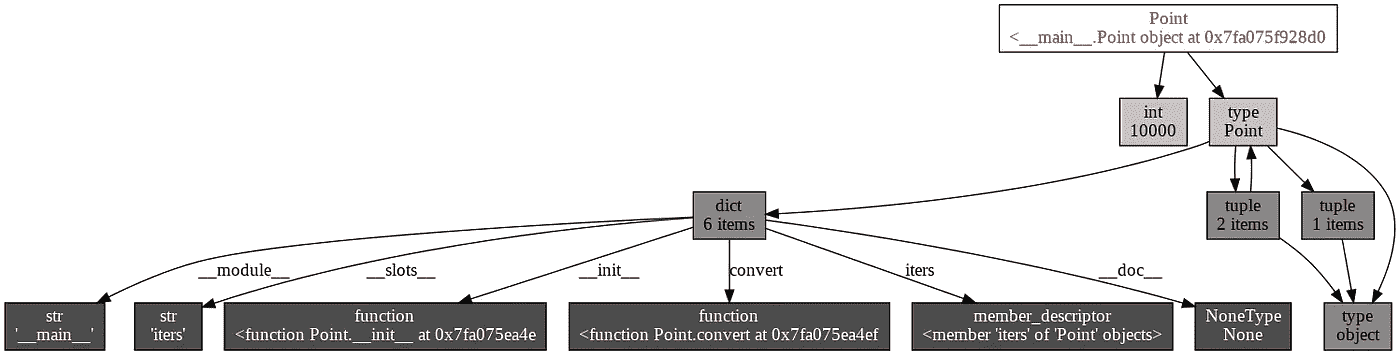 Point
<__main__.Point object at 0x7fa075f928d0
int
10000
type
Point
dict
6 items
tuple
2 items
tuple
1 items
__module__
__slots__
__init__
convert
iters
__doc__
str
'__main__'
str
'iters'
function
<function Point.__init__ at 0x7fa075ea4e
function
<function Point.convert at 0x7fa075ea4ef
member_descriptor
<member 'iters' of 'Point' objects>
NoneType
None
type
object